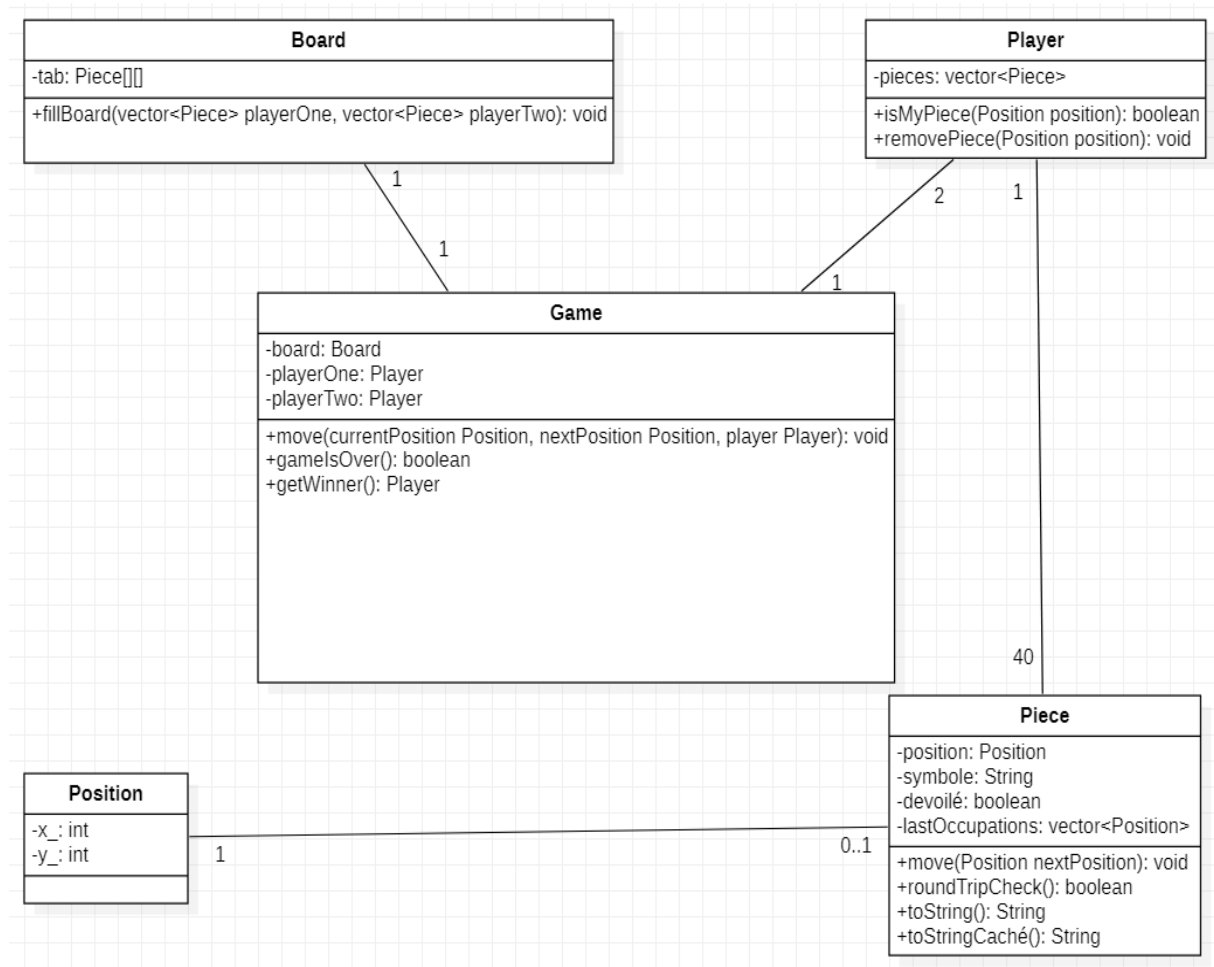 Board
-tab: Piece[][]
+fillBoard(vector<Piece> playerOne, vector<Piece> playerTwo): void
Player
-pieces: vector<Piece>
+isMyPiece(Position position): boolean
+removePiece(Position position): void
1
1
2
1
1
Game
-board: Board
-playerOne: Player
-playerTwo: Player
+move(currentPosition Position, nextPosition Position, player Player): void
+gameIsOver(): boolean
+getWinner(): Player
40
Piece
-position: Position
-symbole: String
-devoilé: boolean
-lastOccupations: vector<Position>
+move(Position nextPosition): void
+roundTripCheck(): boolean
+toString(): String
+toStringCaché(): String
Position
-x_: int
-y_: int
1
0..1